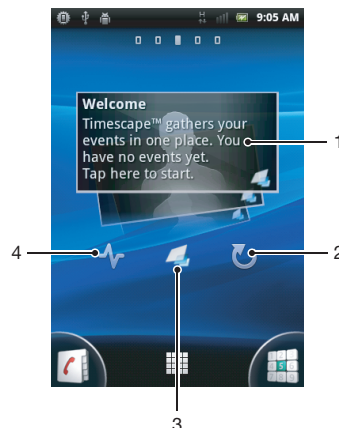 9:05 AM
Welcome
Timescape™ gathers your
events in one place. You
have no events yet.
Tap here to start.
1
4
2
3